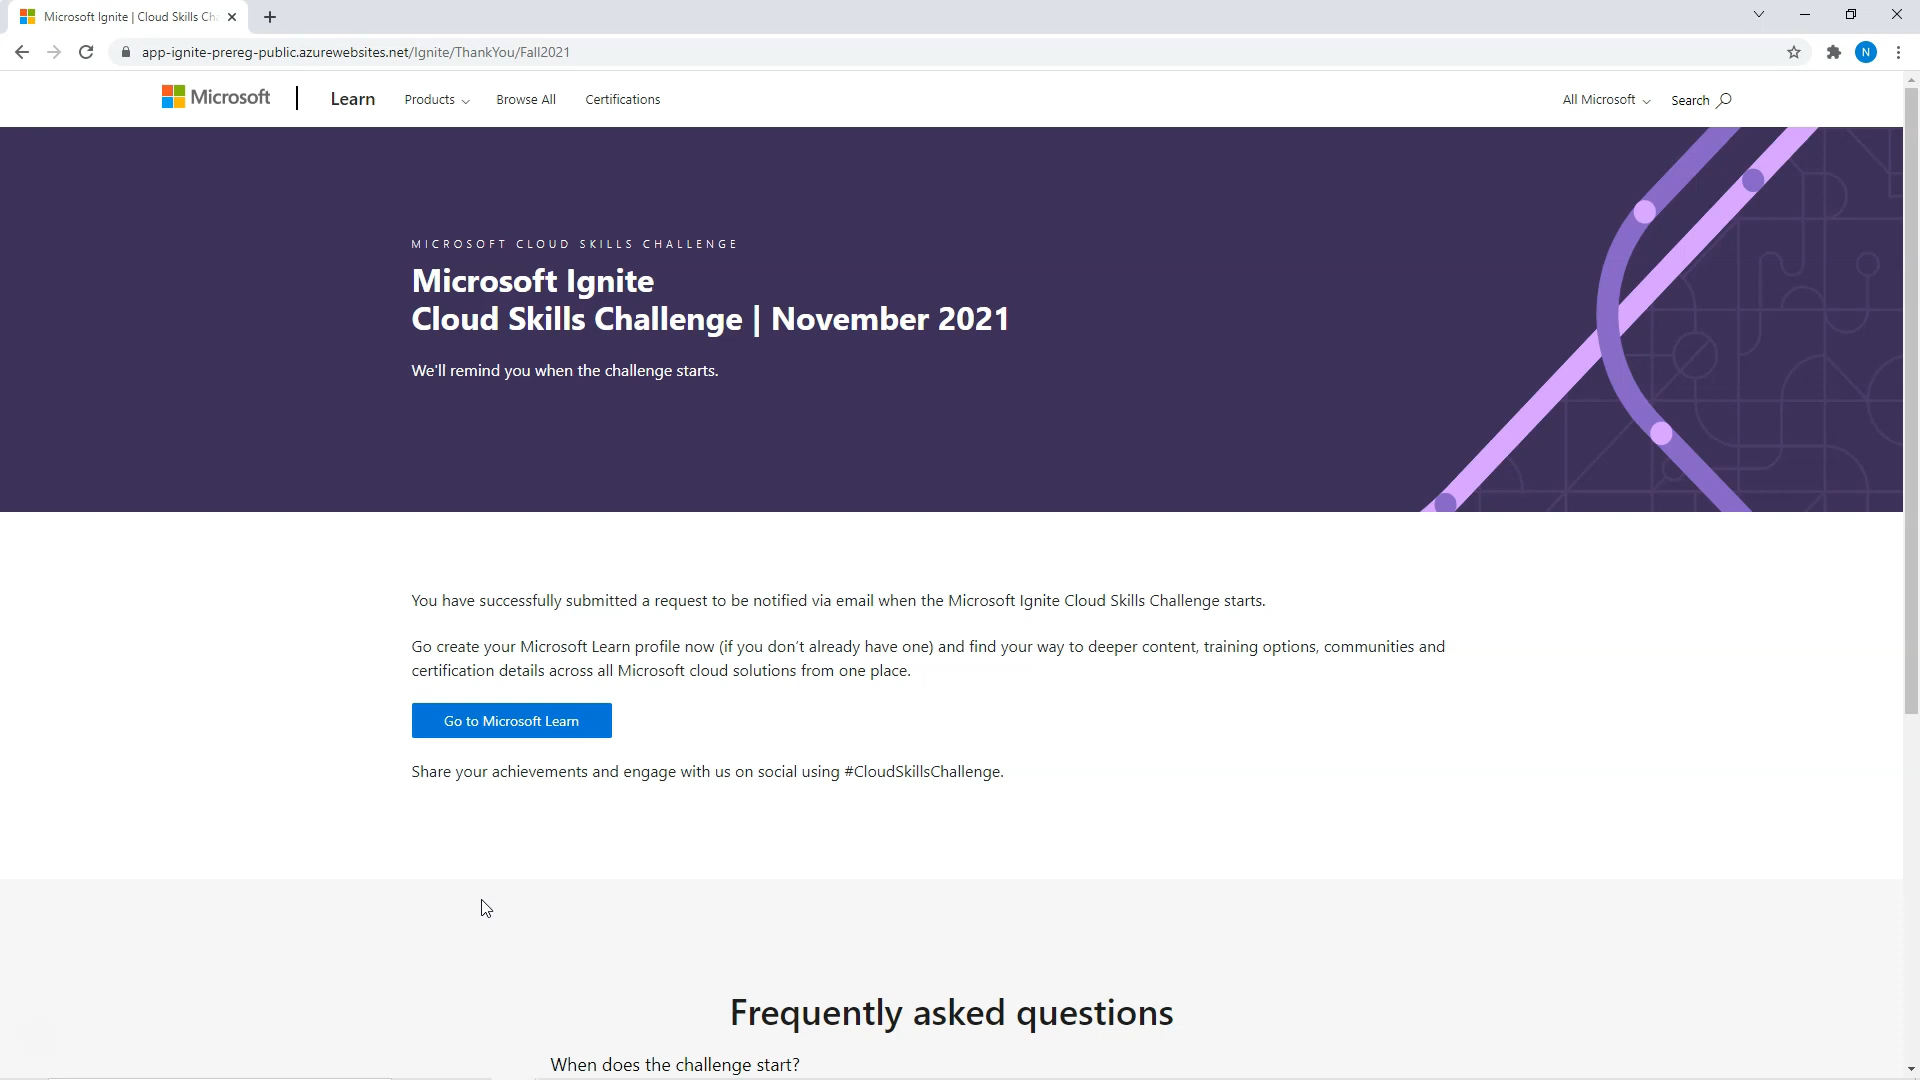 Microsoft Ignite | Cloud Skills Cha
app-ignite-prereg-public.azurewebsites.net/Ignite/ThankYou/Fall2021
N
Microsoft
Learn
Products
Browse All
Certifications
All Microsoft
Search
MICROSOFT CLOUD SKILLS CHALLENGE
Microsoft Ignite
Cloud Skills Challenge | November 2021
We'll remind you when the challenge starts.
You have successfully submitted a request to be notified via email when the Microsoft Ignite Cloud Skills Challenge starts.
Go create your Microsoft Learn profile now (if you don't already have one) and find your way to deeper content, training options, communities and
certification details across all Microsoft cloud solutions from one place.
Go to Microsoft Learn
Share your achievements and engage with us on social using #CloudSkillsChallenge.
Frequently asked questions
When does the challenge start?